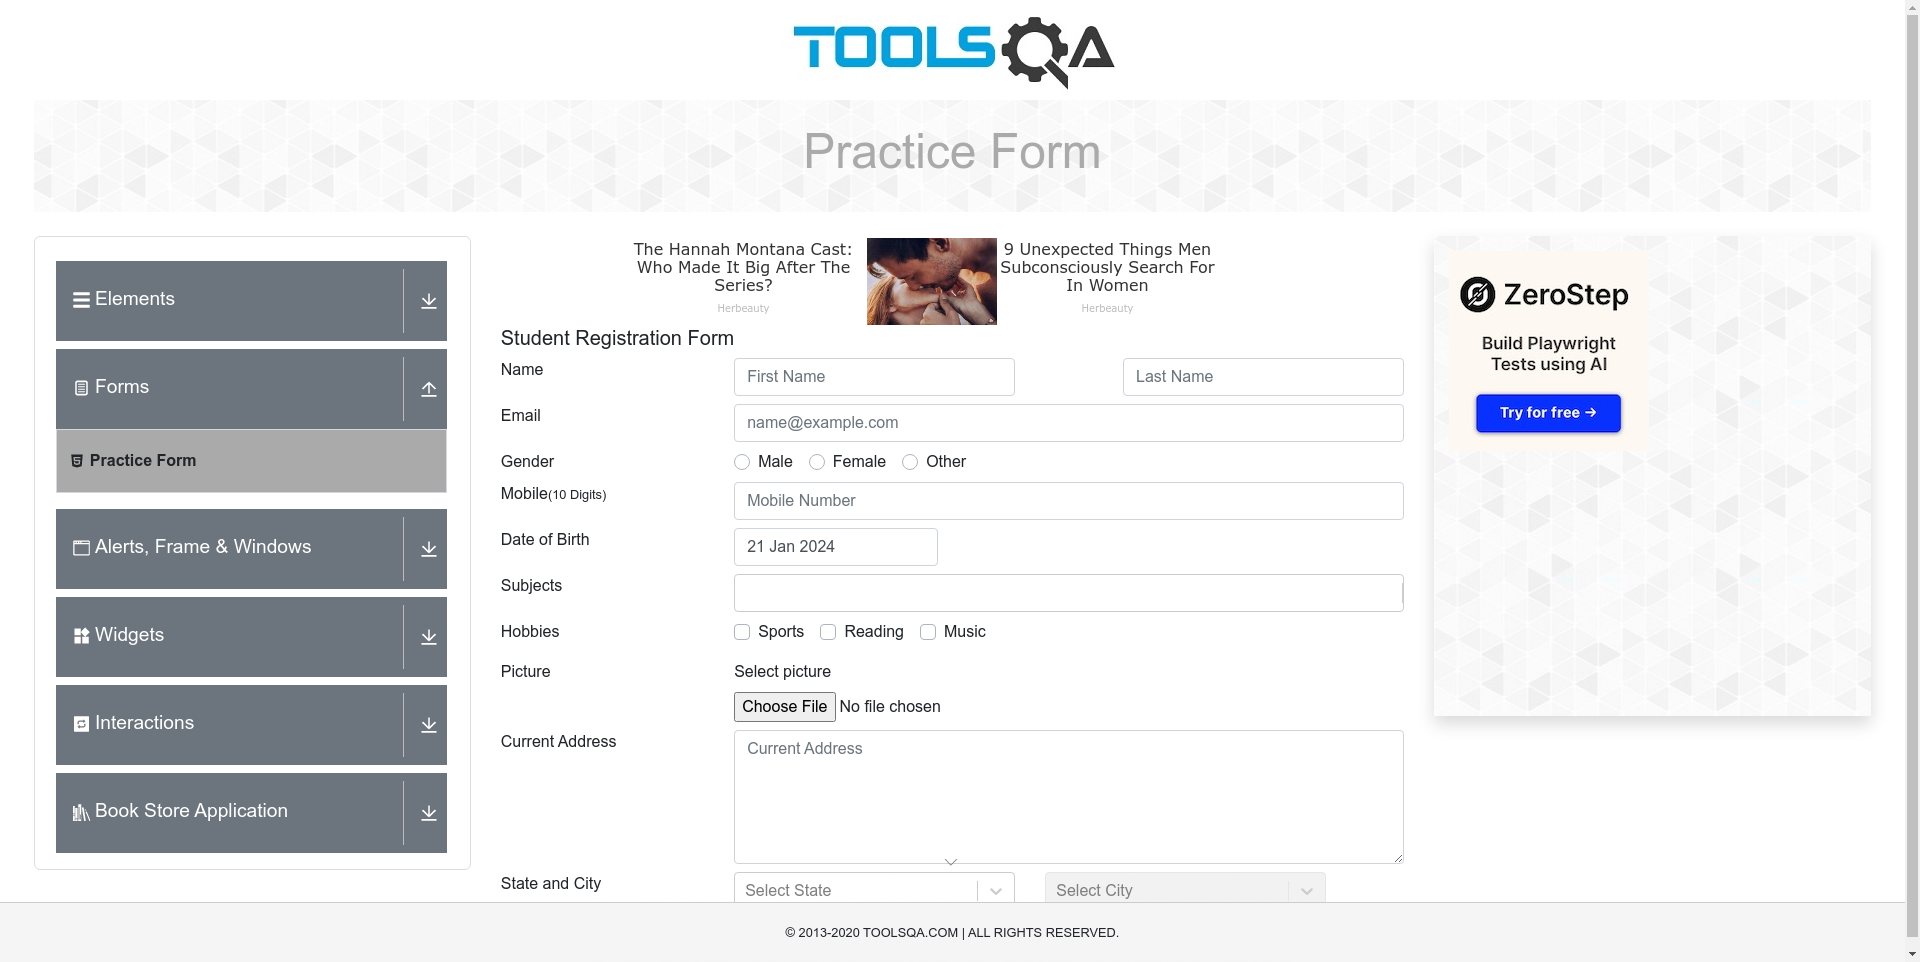 TOOLSQA
Practice Form
Elements
Forms
Practice Form
Alerts, Frame & Windows
Widgets
Interactions
Book Store Application
The Hannah Montana Cast:
Who Made It Big After The
Series?
Herbeauty
9 Unexpected Things Men
Subconsciously Search For
In Women
Herbeauty
Student Registration Form
Name
First Name
Last Name
Email
name@example.com
Gender
Male
Female
Other
Mobile(10 Digits)
Mobile Number
Date of Birth
21 Jan 2024
Subjects
Hobbies
Sports
Reading
Music
Picture
Select picture
Choose File No file chosen
Current Address
Current Address
State and City
Select State
Select City
ZeroStep
Build Playwright
Tests using AI
Try for free →
© 2013-2020 TOOLSQA.COM | ALL RIGHTS RESERVED.